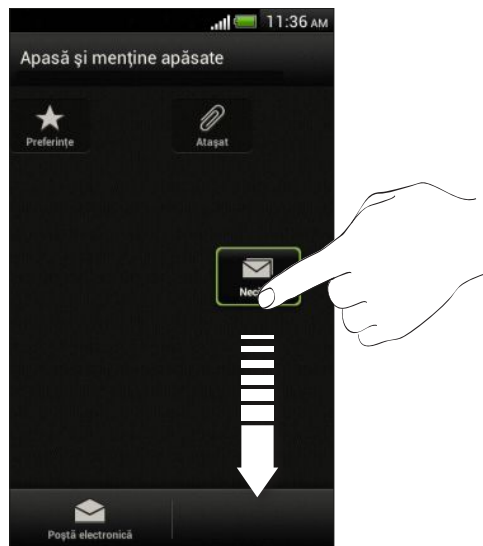 11:36 AM
Apasă şi menţine apăsate
Preferinţe
Ataşat
Poştă electronică